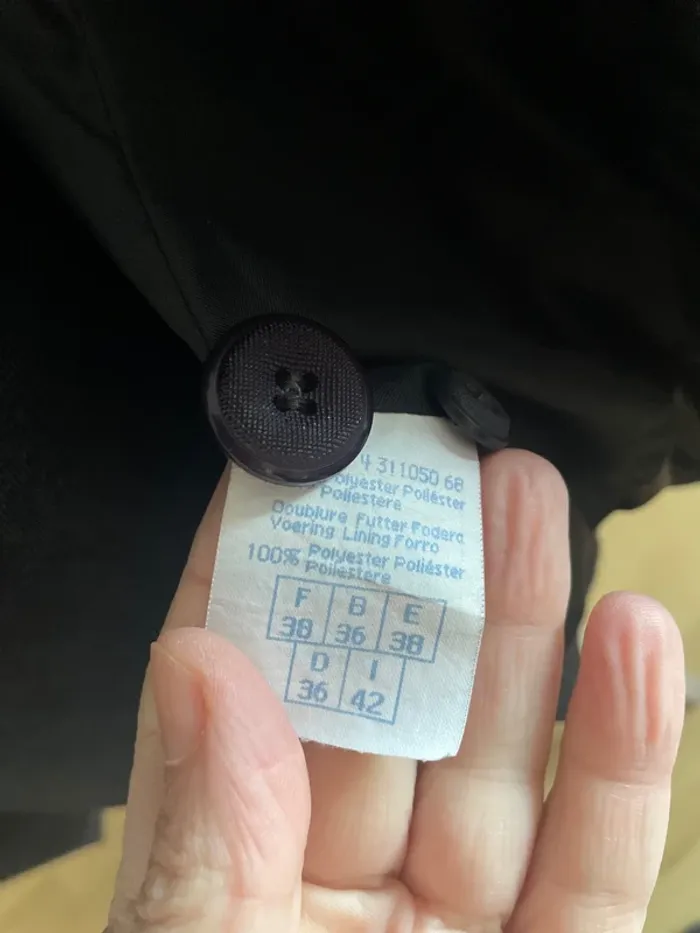 4 311050 68
Polyester Poliéster
Poliestere
Doublure Futter Fodera
Voering Lining Forro
100% Polyester Poliéster
Poliestere
F B E
38 36 38
D I
36 42